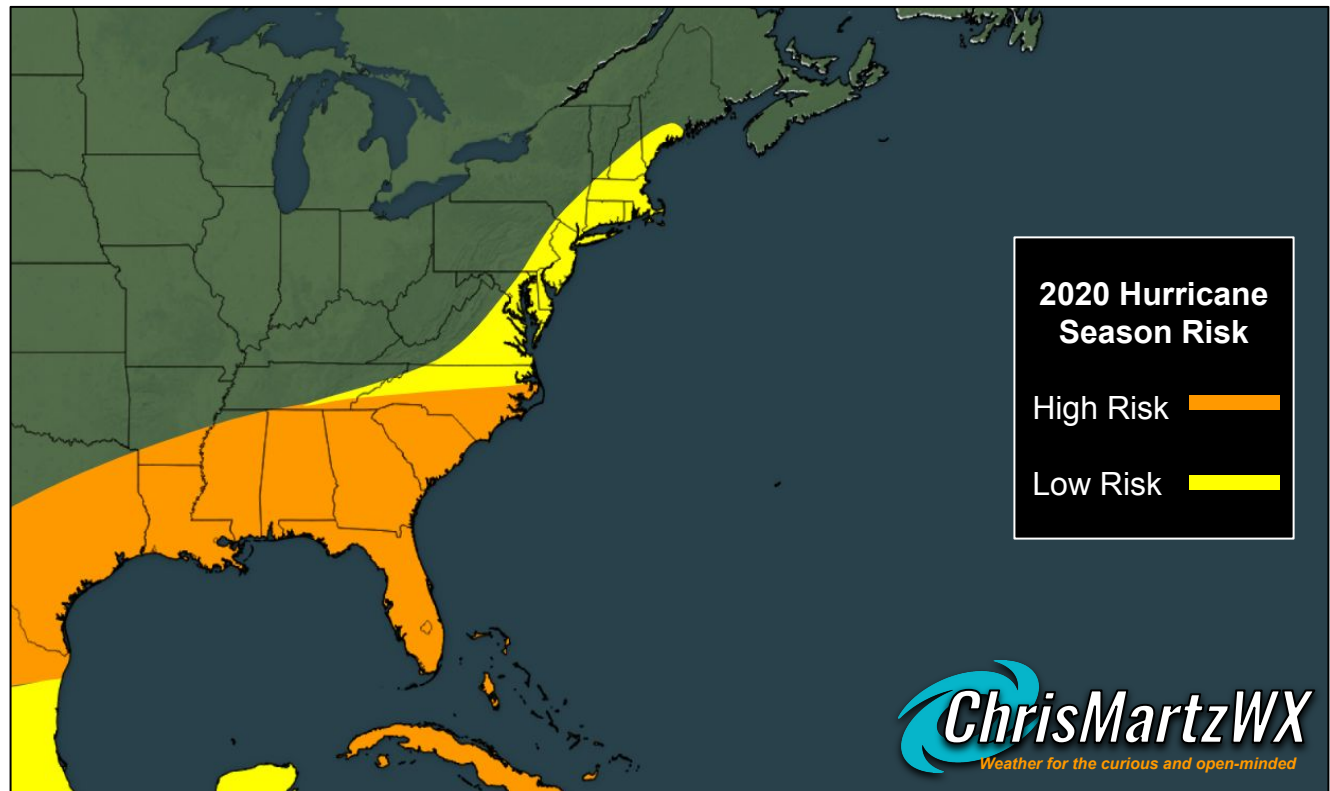 2020 Hurricane
Season Risk
High Risk
Low Risk
ChrisMartzWX
Weather for the curious and open-minded